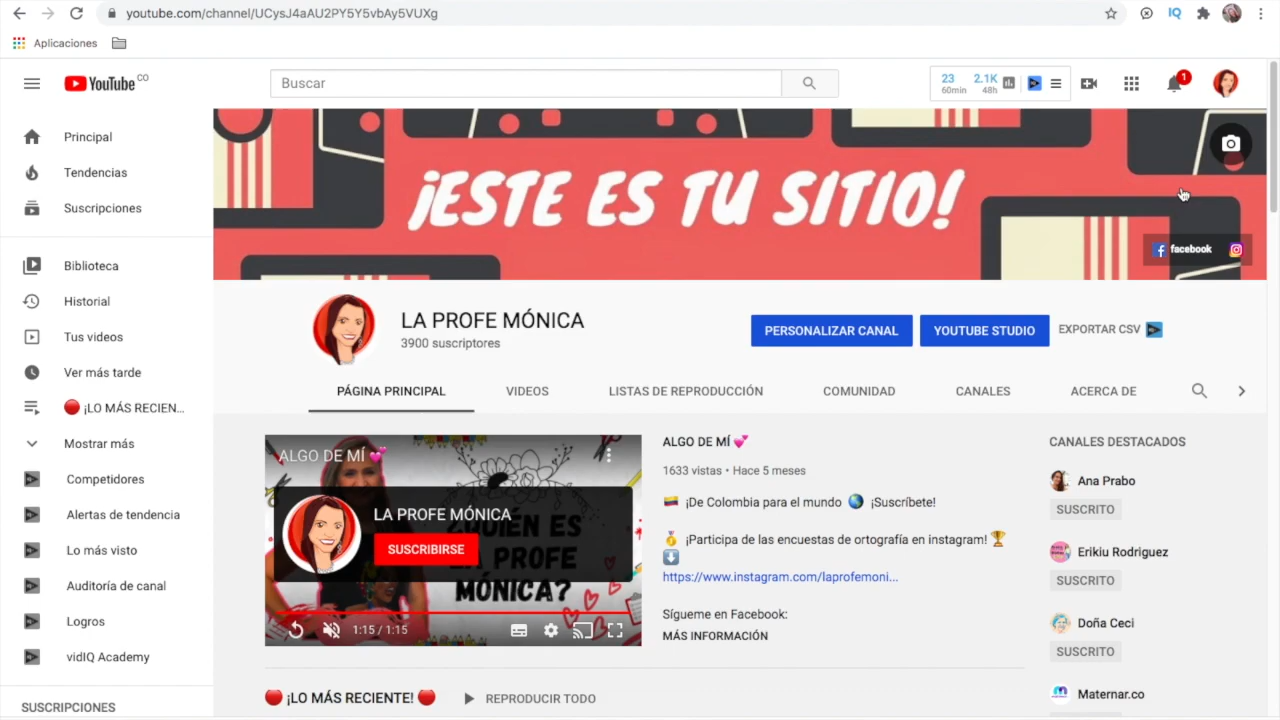 youtube.com/channel/UCysJ4aAU2PY5Y5vbAy5VUXg
IQ
Aplicaciones
YouTube CO
Buscar
23 60min
2.1K 48h
1
Principal
Tendencias
Suscripciones
Biblioteca
Historial
Tus videos
Ver más tarde
¡LO MÁS RECIEN...
Mostrar más
Competidores
Alertas de tendencia
Lo más visto
Auditoría de canal
Logros
vidIQ Academy
SUSCRIPCIONES
¡ESTE ES TU SITIO!
facebook
LA PROFE MÓNICA
3900 suscriptores
PERSONALIZAR CANAL
YOUTUBE STUDIO
EXPORTAR CSV
PÁGINA PRINCIPAL
VIDEOS
LISTAS DE REPRODUCCIÓN
COMUNIDAD
CANALES
ACERCA DE
ALGO DE MÍ
LA PROFE MÓNICA
SUSCRIBIRSE
¿QUIÉN ES
LA PROFE
MÓNICA?
1:15 / 1:15
ALGO DE MÍ 💕
1633 vistas • Hace 5 meses
🇨🇴 ¡De Colombia para el mundo 🌎 ¡Suscríbete!
🏅 ¡Participa de las encuestas de ortografía en instagram! 🏆
⬇️
https://www.instagram.com/laprofemoni...
Sígueme en Facebook:
MÁS INFORMACIÓN
CANALES DESTACADOS
Ana Prabo
SUSCRITO
Erikiu Rodriguez
SUSCRITO
Doña Ceci
SUSCRITO
Maternar.co
🔴 ¡LO MÁS RECIENTE! 🔴
REPRODUCIR TODO